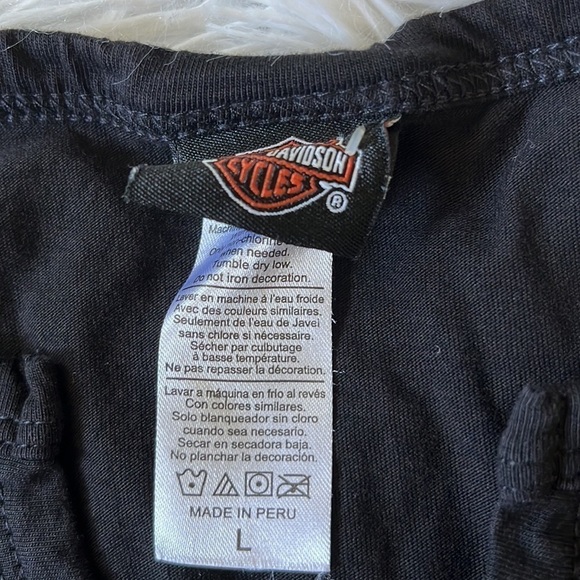 DAVIDSON
CYCLES
®
Machi
-chlorine
when needed.
Tumble dry low.
Do not iron decoration.
Laver en machine á l'eau froide
Avec des couleurs similaires.
Seulement de l'eau de Javel
sans chlore si nécessaire.
Sécher par culbutage
à basse température.
Ne pas repasser la décoration.
Lavar a máquina en frio al revés
Con colores similares.
Solo blanqueador sin cloro
cuando sea necesario.
Secar en secadora baja.
No planchar la decoración.
MADE IN PERU
L